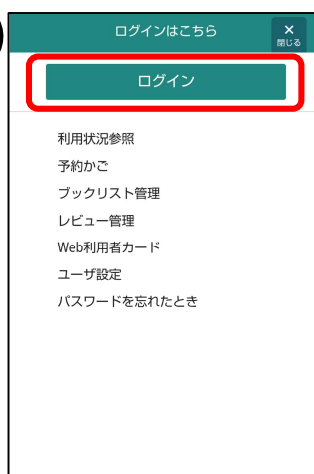 ログインはこちら
×
閉じる
ログイン
利用状況参照
予約かご
ブックリスト管理
レビュー管理
Web利用者カード
ユーザ設定
パスワードを忘れたとき